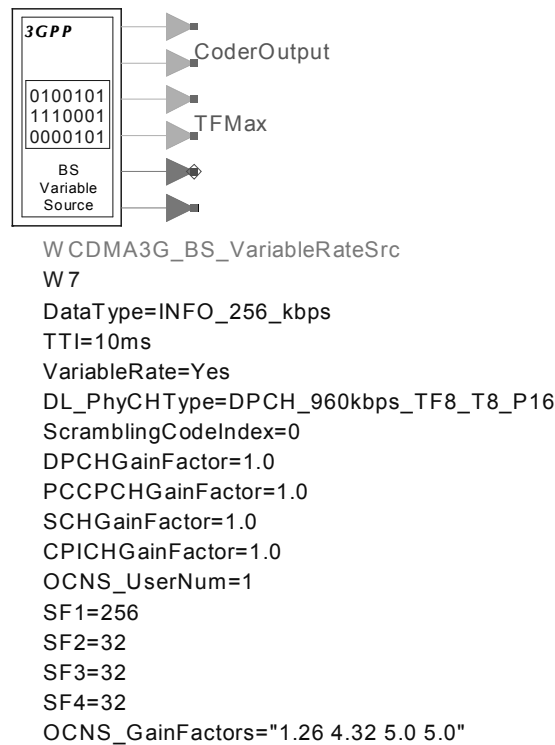 3GPP
CoderOutput
0100101
1110001
0000101
TFMax
BS
Variable
Source
WCDMA3G_BS_VariableRateSrc
W7
DataType=INFO_256_kbps
TTI=10ms
VariableRate=Yes
DL_PhyCHType=DPCH_960kbps_TF8_T8_P16
ScramblingCodeIndex=0
DPCHGainFactor=1.0
PCCPCHGainFactor=1.0
SCHGainFactor=1.0
CPICHGainFactor=1.0
OCNS_UserNum=1
SF1=256
SF2=32
SF3=32
SF4=32
OCNS_GainFactors="1.26 4.32 5.0 5.0"